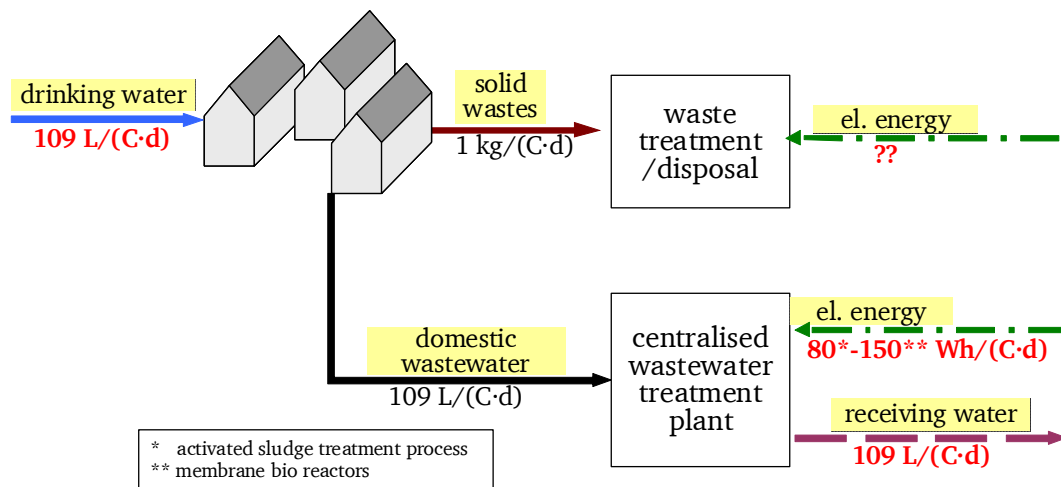 drinking water
109 L/(C·d)
solid
wastes
1 kg/(C·d)
waste
treatment
/disposal
el. energy
??
domestic
wastewater
109 L/(C·d)
centralised
wastewater
treatment
plant
el. energy
80*-150** Wh/(C·d)
receiving water
109 L/(C·d)
* activated sludge treatment process
** membrane bio reactors